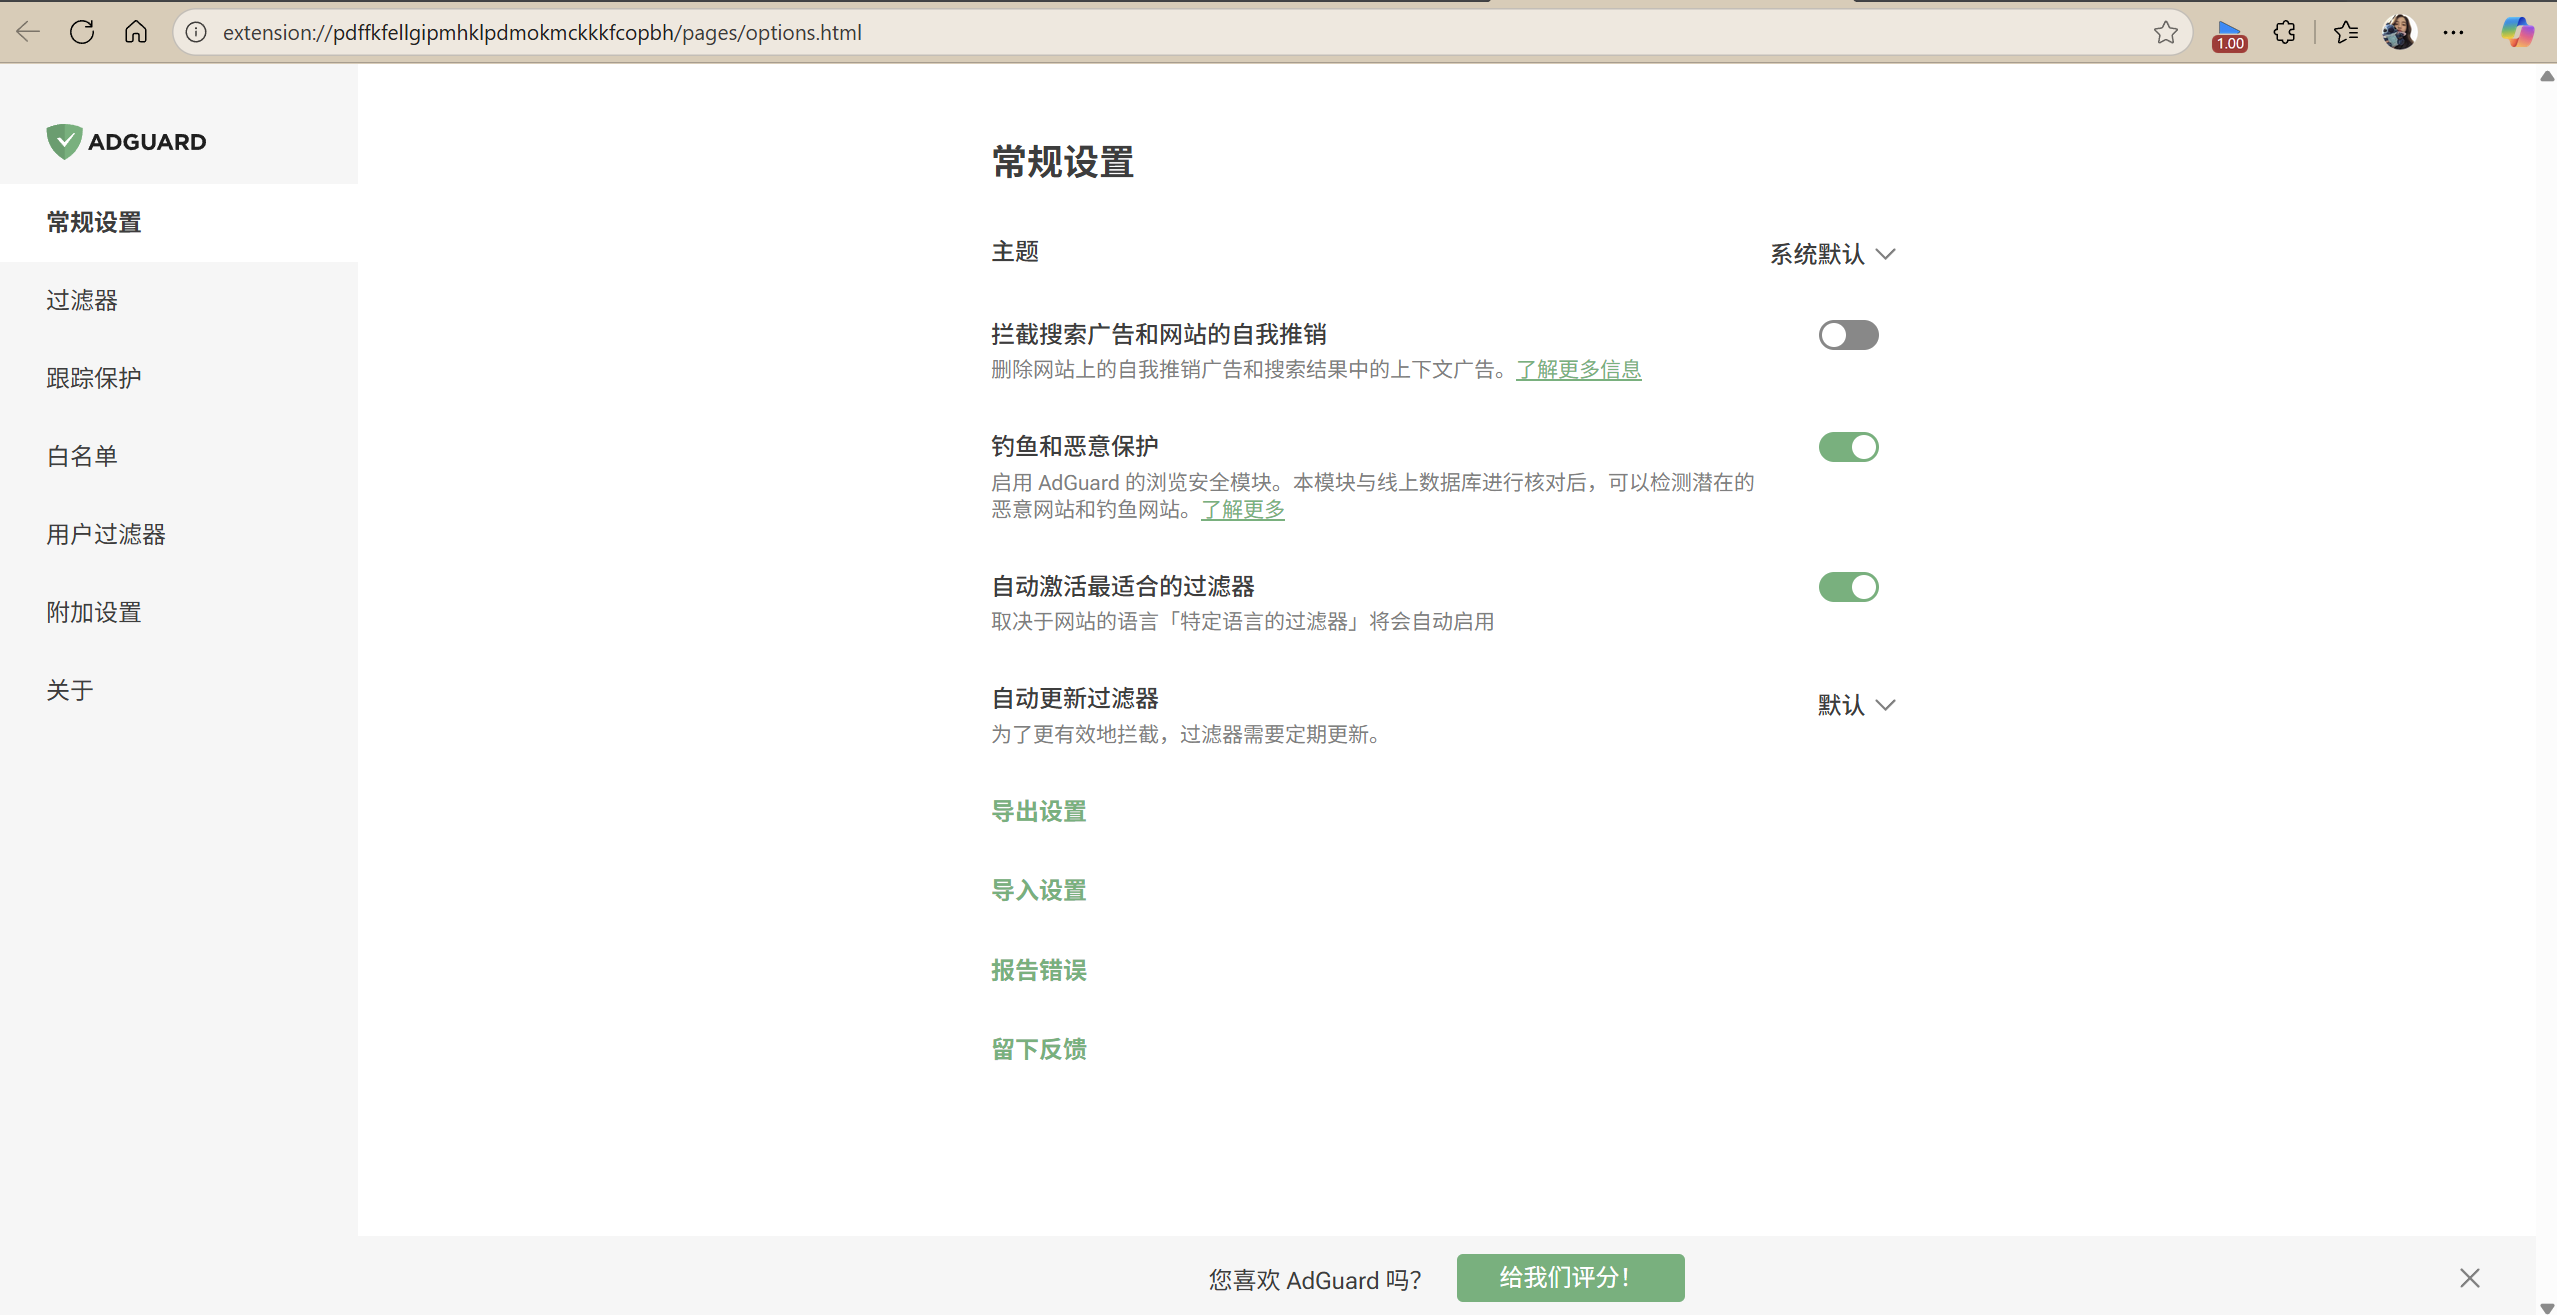 extension://pdffkfellgipmhklpdmokmckkkfcopbh/pages/options.html
1.00
ADGUARD
常规设置
过滤器
跟踪保护
白名单
用户过滤器
附加设置
关于
常规设置
主题
系统默认
拦截搜索广告和网站的自我推销
删除网站上的自我推销广告和搜索结果中的上下文广告。了解更多信息
钓鱼和恶意保护
启用 AdGuard 的浏览安全模块。本模块与线上数据库进行核对后，可以检测潜在的
恶意网站和钓鱼网站。了解更多
自动激活最适合的过滤器
取决于网站的语言「特定语言的过滤器」将会自动启用
自动更新过滤器
默认
为了更有效地拦截，过滤器需要定期更新。
导出设置
导入设置
报告错误
留下反馈
您喜欢 AdGuard 吗？
给我们评分！